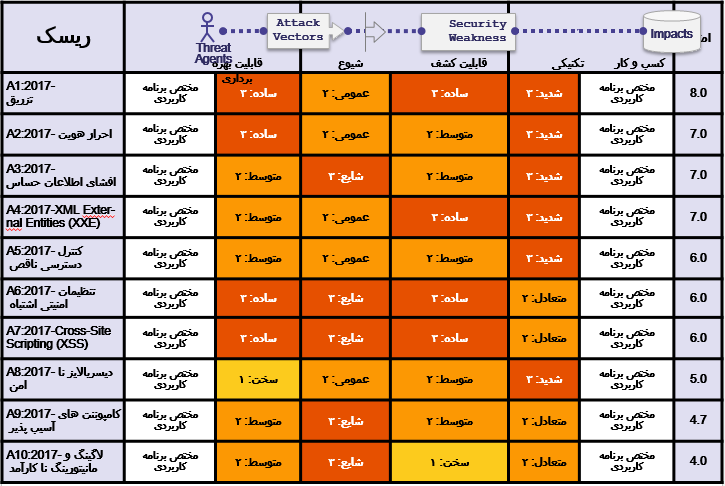 ریسک
Threat
Agents
Attack
Vectors
Security
Weakness
Impacts
قابلیت بهره
برداری
شیوع
قابلیت کشف
تکنیکی
کسب و کار
A1:2017-
تزریق
مختص برنامه
کاربردی
ساده: ۳
عمومی: ۲
ساده: ۳
شدید: ۳
مختص برنامه
کاربردی
8.0
A2:2017- احراز هویت
مختص برنامه
کاربردی
ساده: ۳
عمومی: ۲
متوسط: ۲
شدید: ۳
مختص برنامه
کاربردی
7.0
A3:2017-
افشای اطلاعات حساس
مختص برنامه
کاربردی
متوسط: ۲
شایع: ۳
متوسط: ۲
شدید: ۳
مختص برنامه
کاربردی
7.0
A4:2017-XML Exter-
nal Entities (XXE)
مختص برنامه
کاربردی
متوسط: ۲
عمومی: ۲
ساده: ۳
شدید: ۳
مختص برنامه
کاربردی
7.0
A5:2017- کنترل
دسترسی ناقص
مختص برنامه
کاربردی
متوسط: ۲
عمومی: ۲
متوسط: ۲
شدید: ۳
مختص برنامه
کاربردی
6.0
A6:2017- تنظیمات
امنیتی اشتباه
مختص برنامه
کاربردی
ساده: ۳
شایع: ۳
ساده: ۳
متعادل: ۲
مختص برنامه
کاربردی
6.0
A7:2017-Cross-Site
Scripting (XSS)
مختص برنامه
کاربردی
ساده: ۳
شایع: ۳
ساده: ۳
متعادل: ۲
مختص برنامه
کاربردی
6.0
A8:2017- دیسریالایز نا
امن
مختص برنامه
کاربردی
سخت: ۱
عمومی: ۲
متوسط: ۲
شدید: ۳
مختص برنامه
کاربردی
5.0
A9:2017- کامپوننت های
آسیب پذیر
مختص برنامه
کاربردی
متوسط: ۲
شایع: ۳
متوسط: ۲
متعادل: ۲
مختص برنامه
کاربردی
4.7
A10:2017- لاگینگ و
مانیتورینگ نا کارآمد
مختص برنامه
کاربردی
متوسط: ۲
شایع: ۳
سخت: ۱
متعادل: ۲
مختص برنامه
کاربردی
4.0